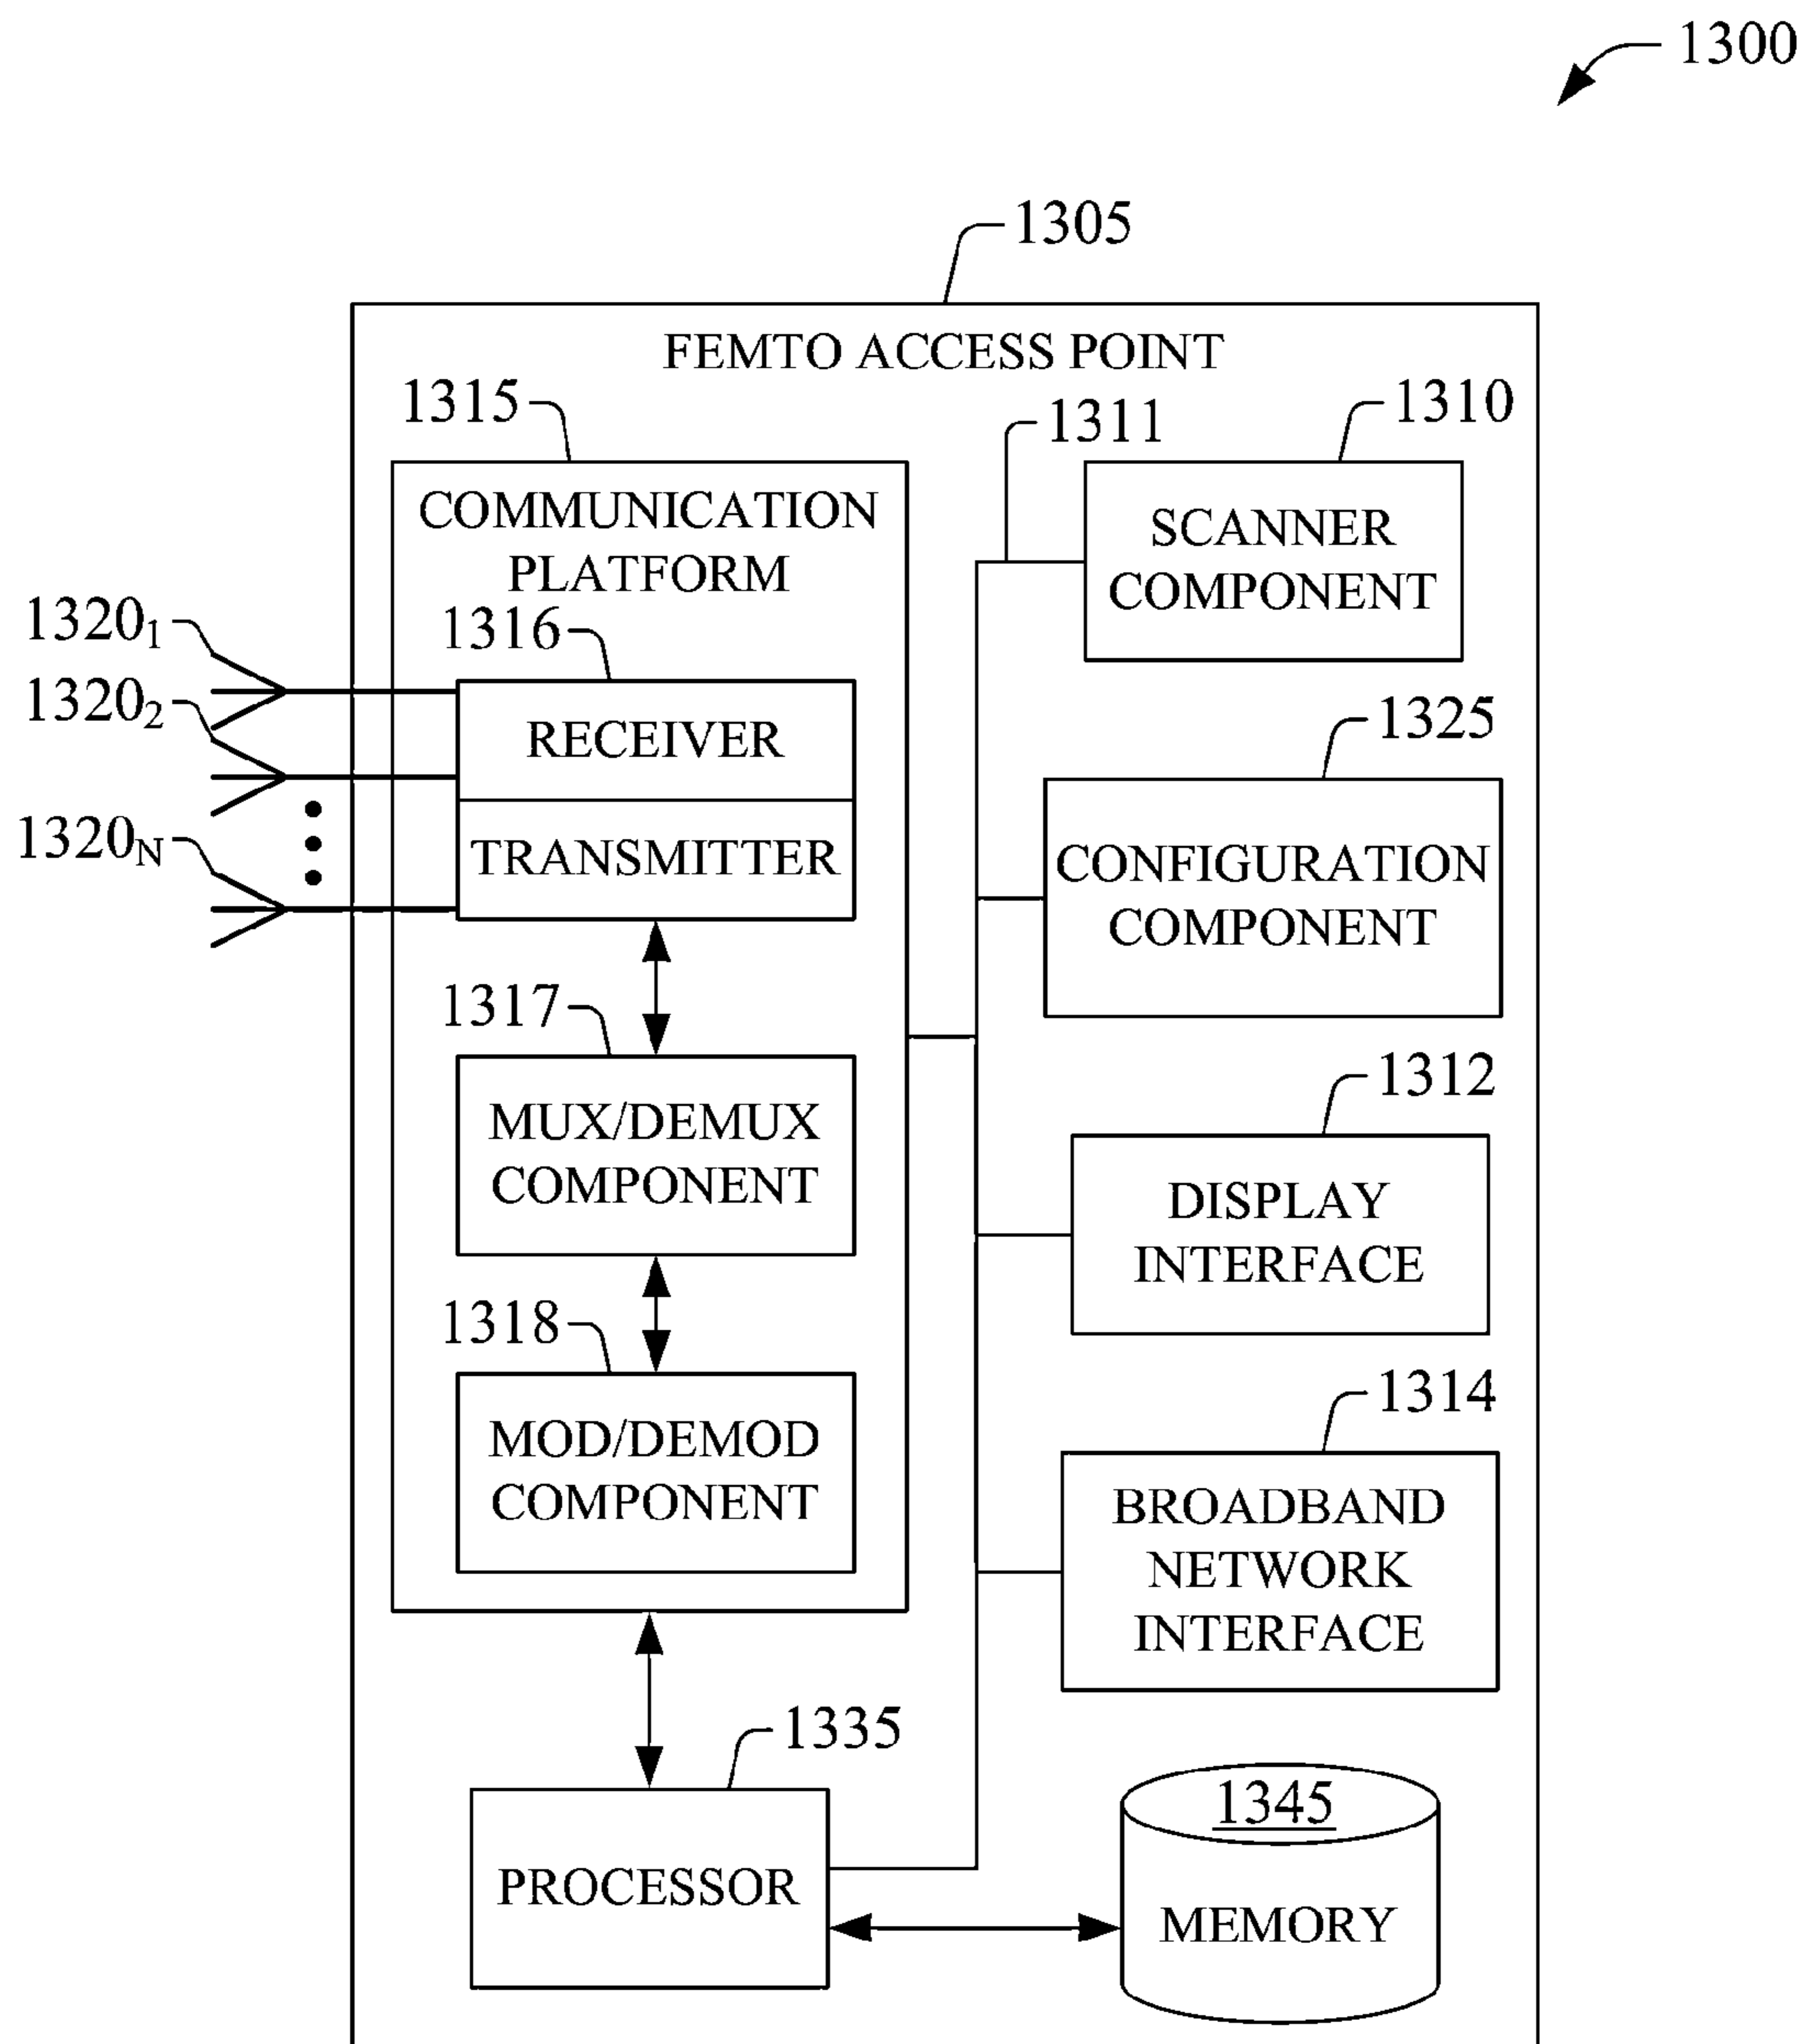 1300
1305
FEMTO ACCESS POINT
1315
1311
1310
COMMUNICATION
PLATFORM
SCANNER
COMPONENT
1320₁
1316
1320₂
RECEIVER
1325
1320N
TRANSMITTER
CONFIGURATION
COMPONENT
1317
MUX/DEMUX
COMPONENT
1312
DISPLAY
INTERFACE
1318
MOD/DEMOD
COMPONENT
1314
BROADBAND
NETWORK
INTERFACE
1335
PROCESSOR
1345
MEMORY